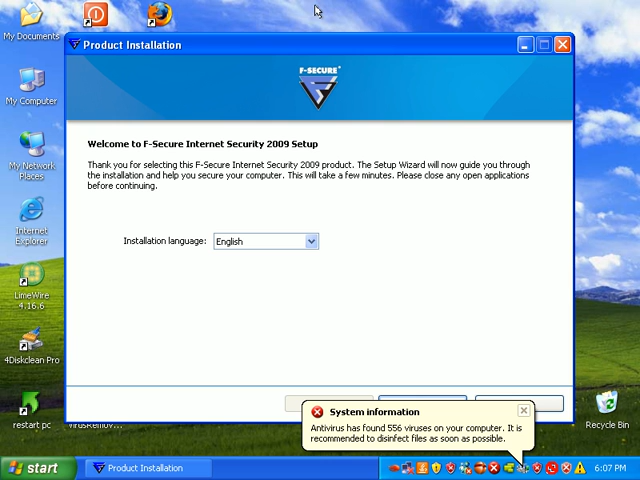 My Documents
Product Installation
F-SECURE
My Computer
Welcome to F-Secure Internet Security 2009 Setup
Thank you for selecting this F-Secure Internet Security 2009 product. The Setup Wizard will now guide you through
the installation and help you secure your computer. This will take a few minutes. Please close any open applications
before continuing.
My Network
Places
Installation language:
English
Internet
Explorer
LimeWire
4.16.6
4Diskclean Pro
System information
Antivirus has found 556 viruses on your computer. It is
recommended to disinfect files as soon as possible.
restart pc
VirusRemov...
Recycle Bin
start
Product Installation
6:07 PM